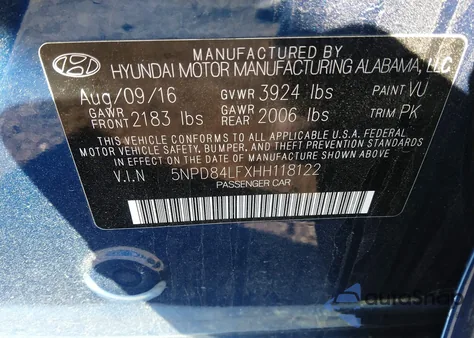 MANUFACTURED BY
HYUNDAI MOTOR MANUFACTURING ALABAMA, LLC
Aug/09/16 GVWR 3924 lbs PAINT VU
GAWR FRONT 2183 lbs GAWR REAR 2006 lbs TRIM PK
THIS VEHICLE CONFORMS TO ALL APPLICABLE U.S.A. FEDERAL
MOTOR VEHICLE SAFETY, BUMPER, AND THEFT PREVENTION STANDARDS
IN EFFECT ON THE DATE OF MANUFACTURE SHOWN ABOVE.
V.I.N 5NPD84LFXHH118122
PASSENGER CAR
autoSnap